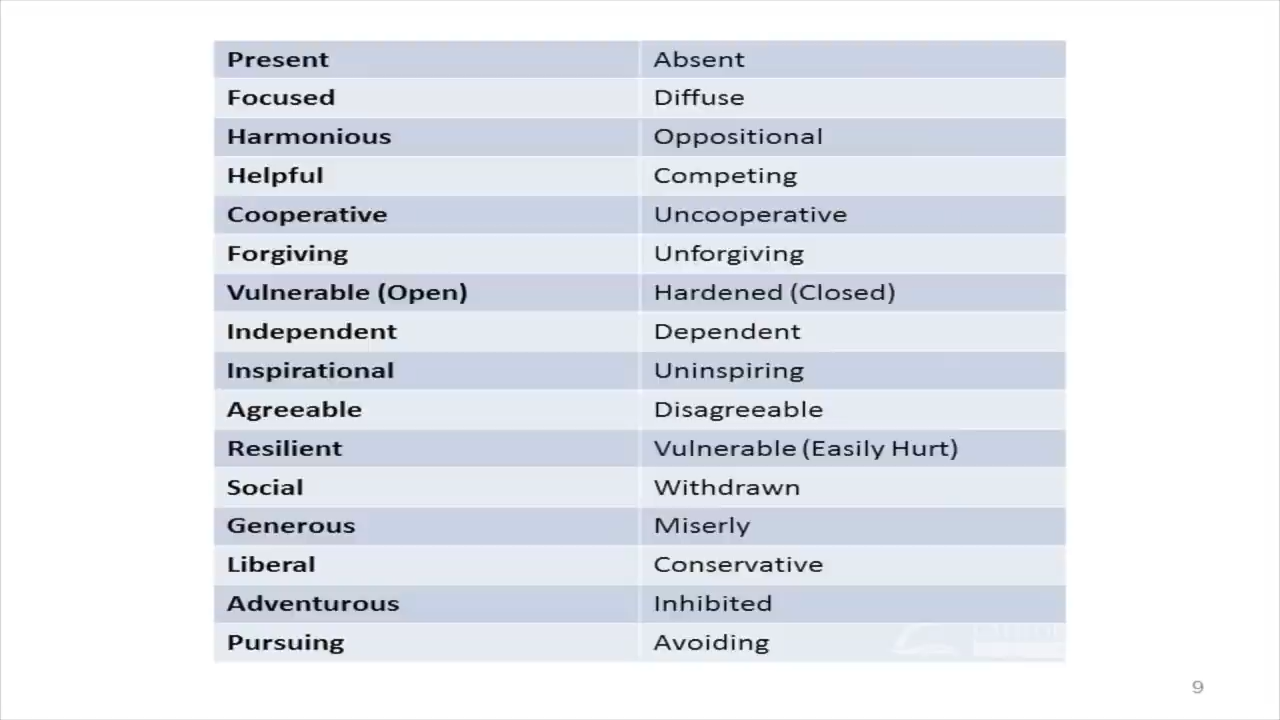 Present Absent
Focused Diffuse
Harmonious Oppositional
Helpful Competing
Cooperative Uncooperative
Forgiving Unforgiving
Vulnerable (Open) Hardened (Closed)
Independent Dependent
Inspirational Uninspiring
Agreeable Disagreeable
Resilient Vulnerable (Easily Hurt)
Social Withdrawn
Generous Miserly
Liberal Conservative
Adventurous Inhibited
Pursuing Avoiding
9